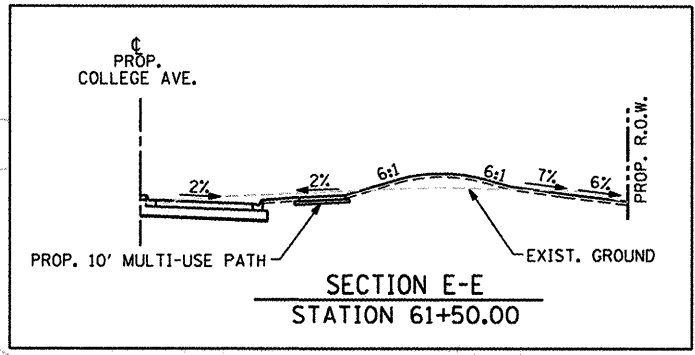 ℄
PROP.
COLLEGE AVE.
PROP. R.O.W.
2%
2%
6:1
6:1
7%
6%
PROP. 10' MULTI-USE PATH
EXIST. GROUND
SECTION E-E
STATION 61+50.00